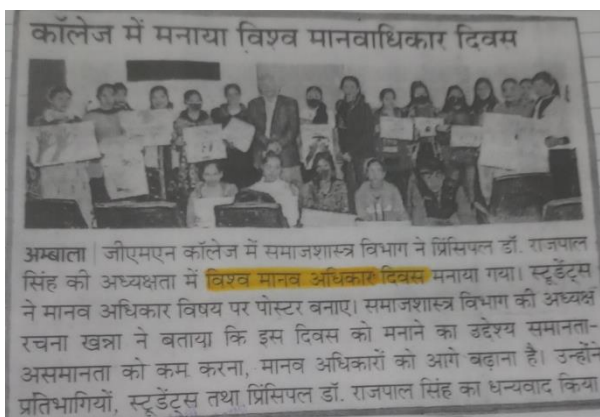 कॉलेज में मनाया विश्व मानवाधिकार दिवस
अम्बाला | जीएमएन कॉलेज में समाजशास्त्र विभाग ने प्रिंसिपल डॉ. राजपाल
सिंह की अध्यक्षता में विश्व मानव अधिकार दिवस मनाया गया। स्टूडेंट्स
ने मानव अधिकार विषय पर पोस्टर बनाए। समाजशास्त्र विभाग की अध्यक्ष
रचना खन्ना ने बताया कि इस दिवस को मनाने का उद्देश्य समानता-
असमानता को कम करना, मानव अधिकारों को आगे बढ़ाना है। उन्होंने
प्रतिभागियों, स्टूडेंट्स तथा प्रिंसिपल डॉ. राजपाल सिंह का धन्यवाद किया